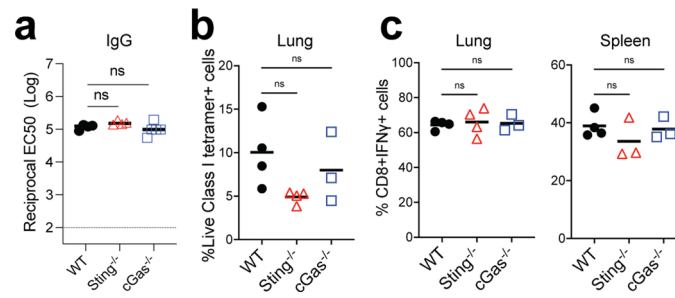 a
IgG
Reciprocal EC50 (Log)
7
6
5
4
3
2
ns
ns
WT
Sting-/-
cGas-/-
b
Lung
%Live Class I tetramer+ cells
20
15
10
5
0
ns
ns
WT
Sting-/-
cGas-/-
c
Lung
% CD8+IFNγ+ cells
100
80
60
40
20
0
ns
ns
WT
Sting-/-
cGas-/-
Spleen
60
40
20
0
ns
ns
WT
Sting-/-
cGas-/-